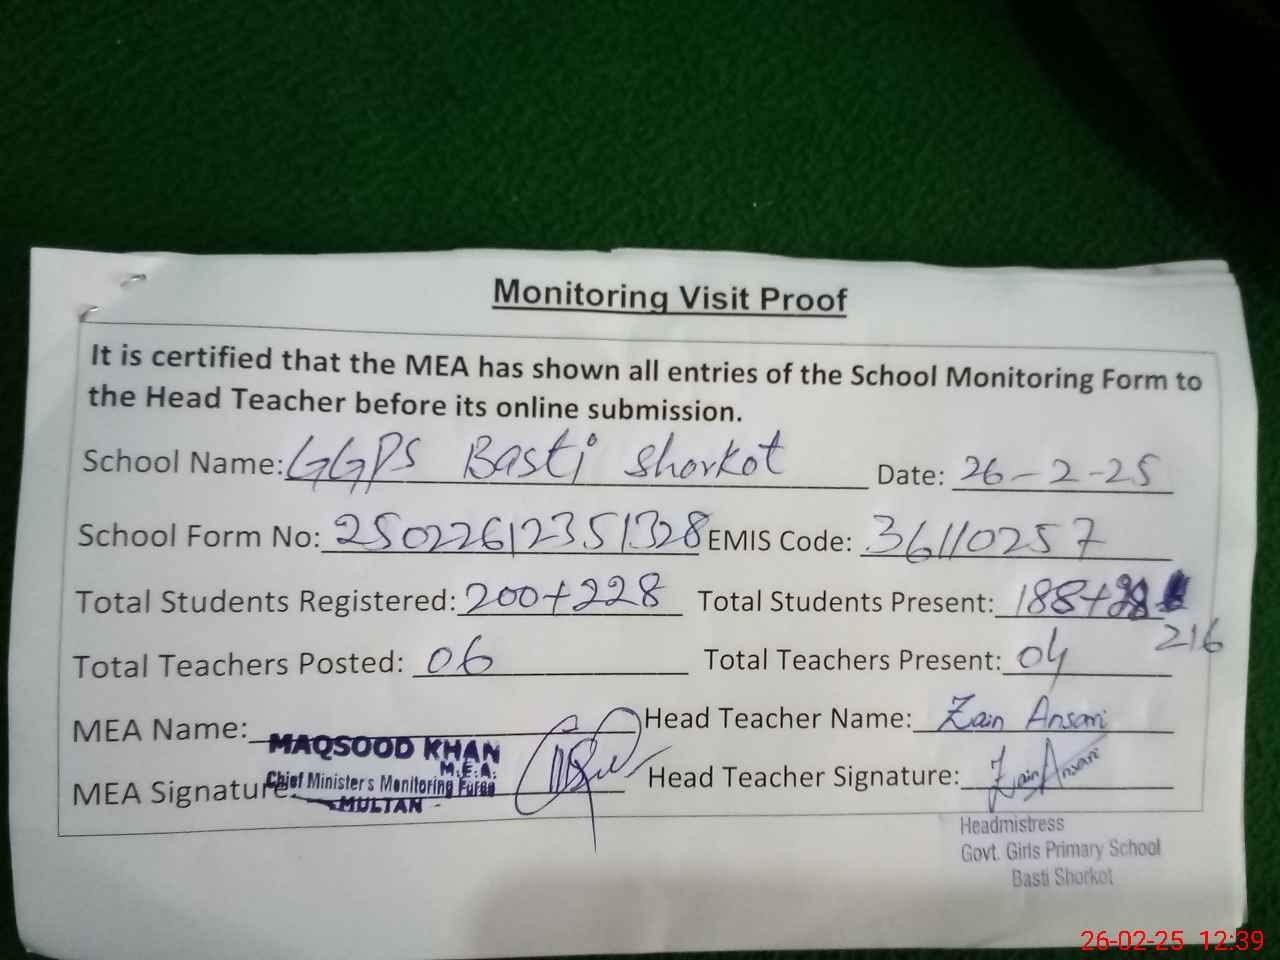 Monitoring Visit Proof
It is certified that the MEA has shown all entries of the School Monitoring Form to
the Head Teacher before its online submission.
School Name: GGPS Basti Shorkot Date: 26-2-25
School Form No: 25022612351328 EMIS Code: 36110257
Total Students Registered: 200+228 Total Students Present: 188+
216
Total Teachers Posted: 06 Total Teachers Present: 04
MEA Name: Head Teacher Name: Zain Ansari
MAQSOOD KHAN
M.E.A.
MEA Signature: Head Teacher Signature: Zain Ansari
Chief Minister's Monitoring Force
MULTAN
Headmistress
Govt. Girls Primary School
Basti Shorkot
26-02-25 12:39